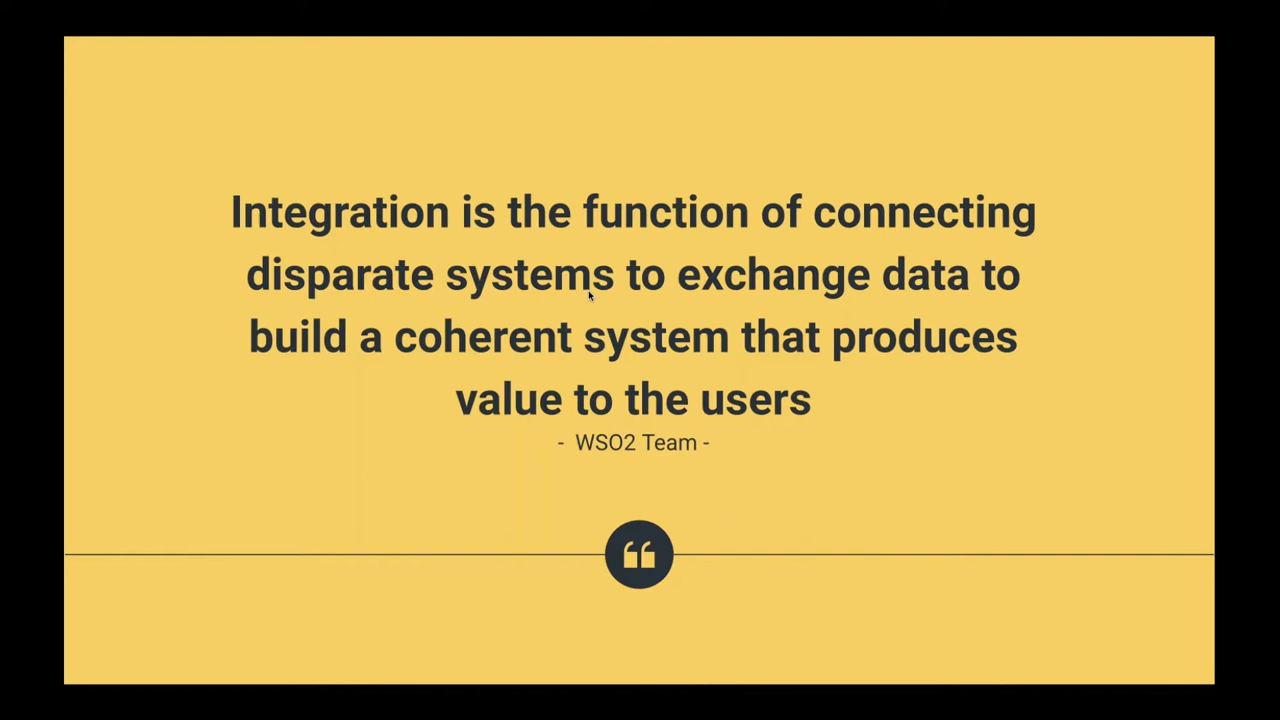 Integration is the function of connecting
disparate systems to exchange data to
build a coherent system that produces
value to the users
- WSO2 Team -